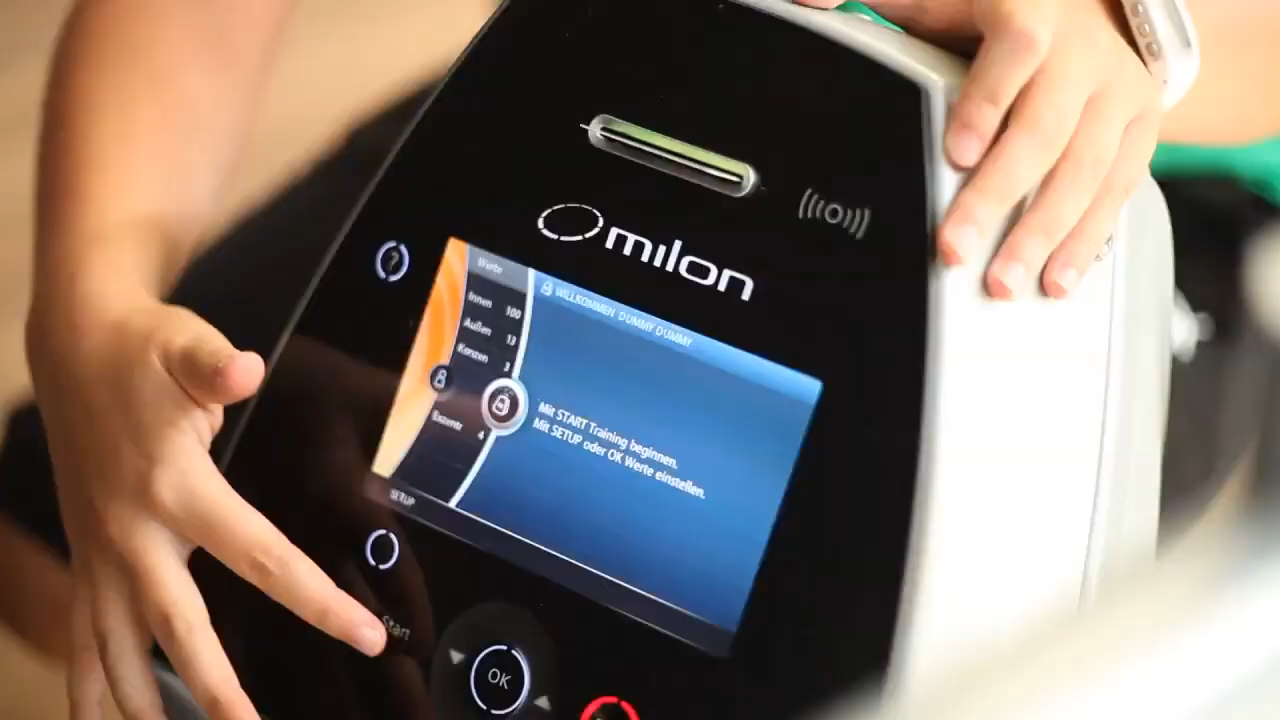 milon
?
Werte
WILLKOMMEN DUMMY DUMMY
Innen 100
Außen 13
Konzen 3
Exzentr 4
Mit START Training beginnen.
Mit SETUP oder OK Werte einstellen.
SETUP
Start
OK